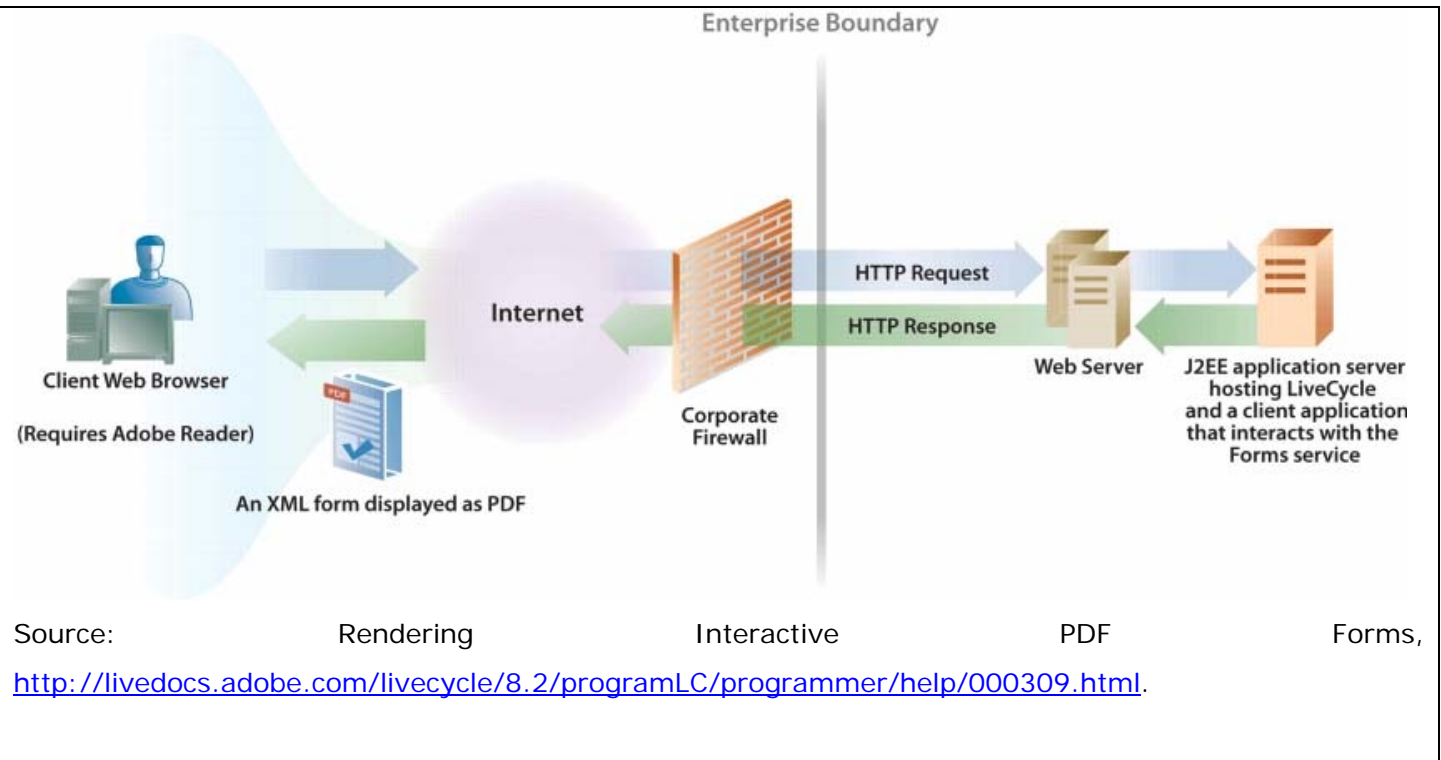 Enterprise Boundary
HTTP Request
Internet
HTTP Response
Client Web Browser
(Requires Adobe Reader)
PDF
An XML form displayed as PDF
Corporate
Firewall
Web Server
J2EE application server
hosting LiveCycle
and a client application
that interacts with the
Forms service
Source: Rendering Interactive PDF Forms,
http://livedocs.adobe.com/livecycle/8.2/programLC/programmer/help/000309.html.